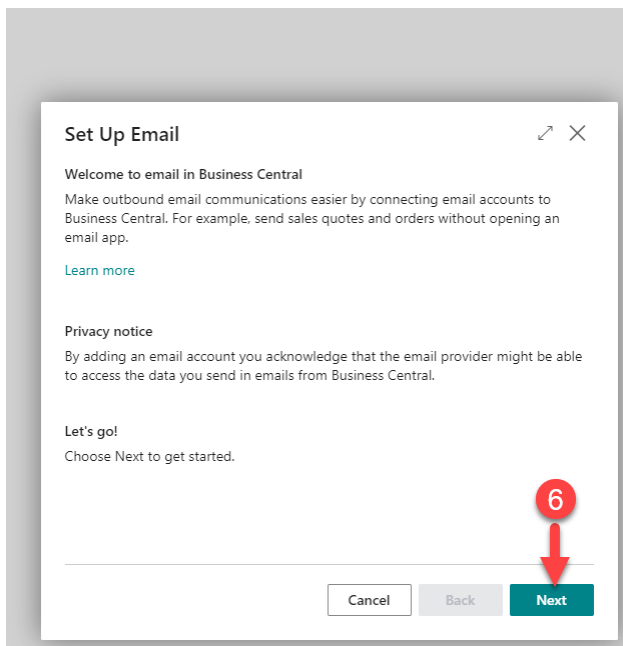 Set Up Email
Welcome to email in Business Central
Make outbound email communications easier by connecting email accounts to
Business Central. For example, send sales quotes and orders without opening an
email app.
Learn more
Privacy notice
By adding an email account you acknowledge that the email provider might be able
to access the data you send in emails from Business Central.
Let's go!
Choose Next to get started.
6
Cancel Back Next